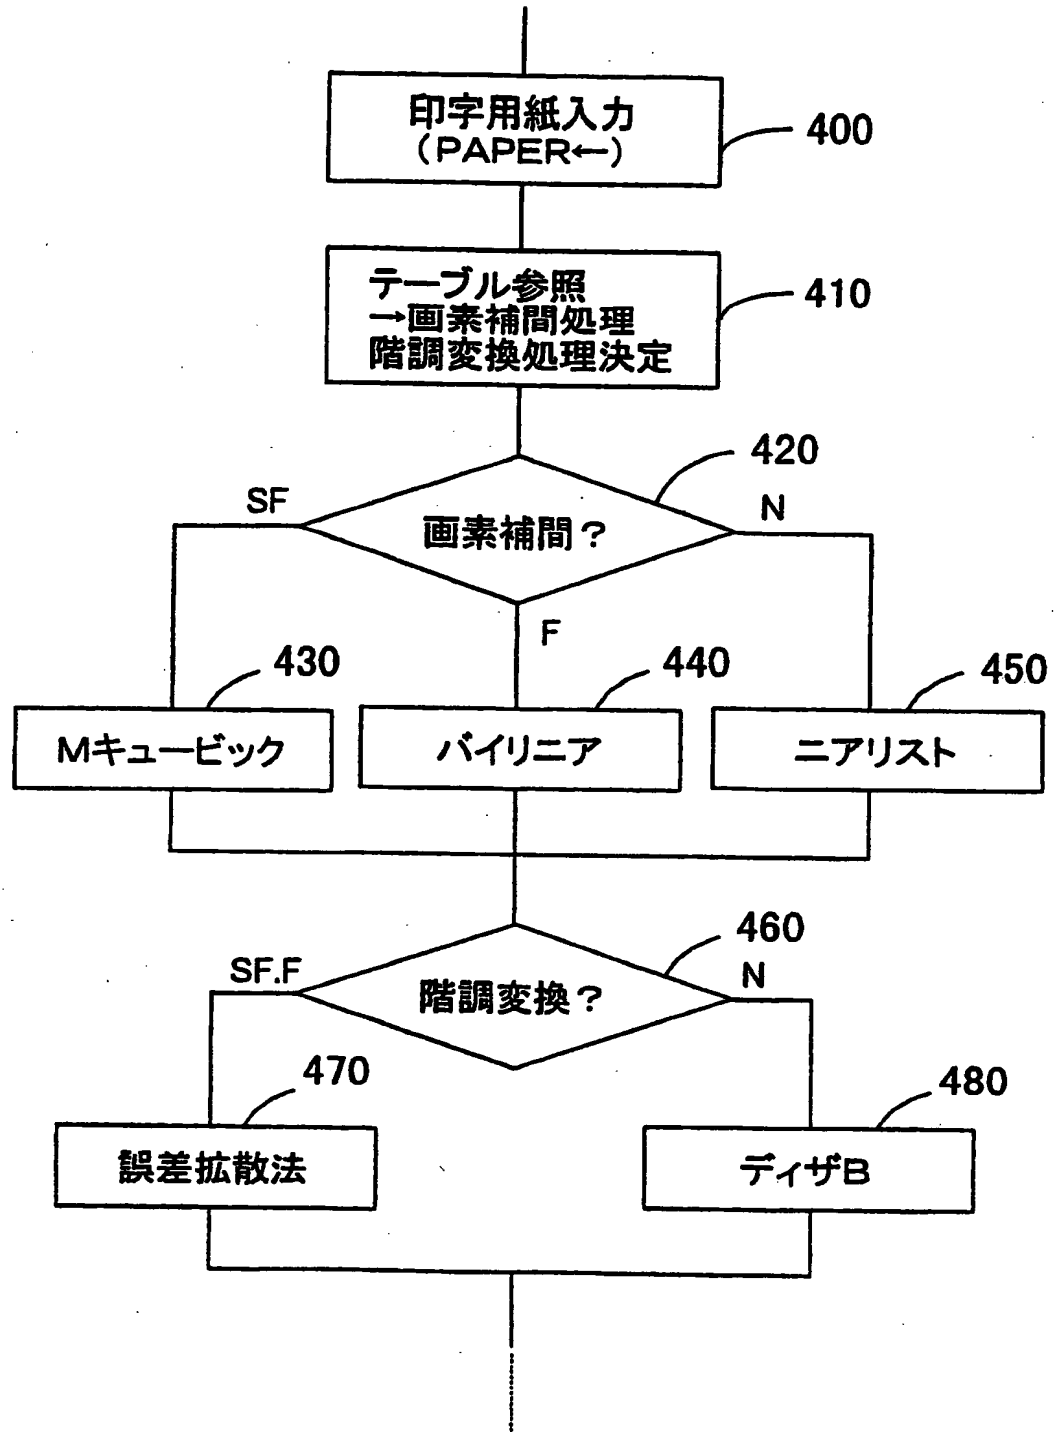 印字用紙入力
(PAPER←)
400
テーブル参照
→画素補間処理
階調変換処理決定
410
420
SF
画素補間?
N
F
430
440
450
Mキュービック
バイリニア
ニアリスト
460
SF.F
階調変換?
N
470
480
誤差拡散法
ディザB